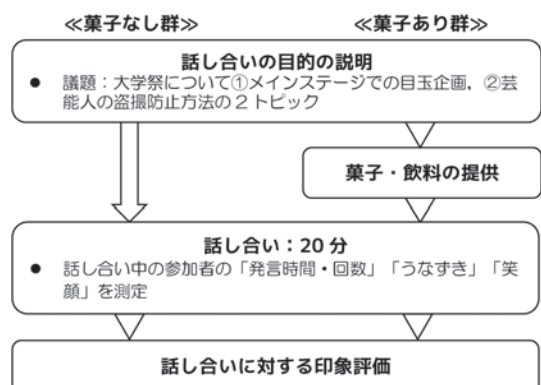 ≪菓子なし群≫ ≪菓子あり群≫
話し合いの目的の説明
● 議題：大学祭について①メインステージでの目玉企画，②芸
能人の盗撮防止方法の2トピック
菓子・飲料の提供
話し合い：20分
● 話し合い中の参加者の「発言時間・回数」「うなずき」「笑
顔」を測定
話し合いに対する印象評価